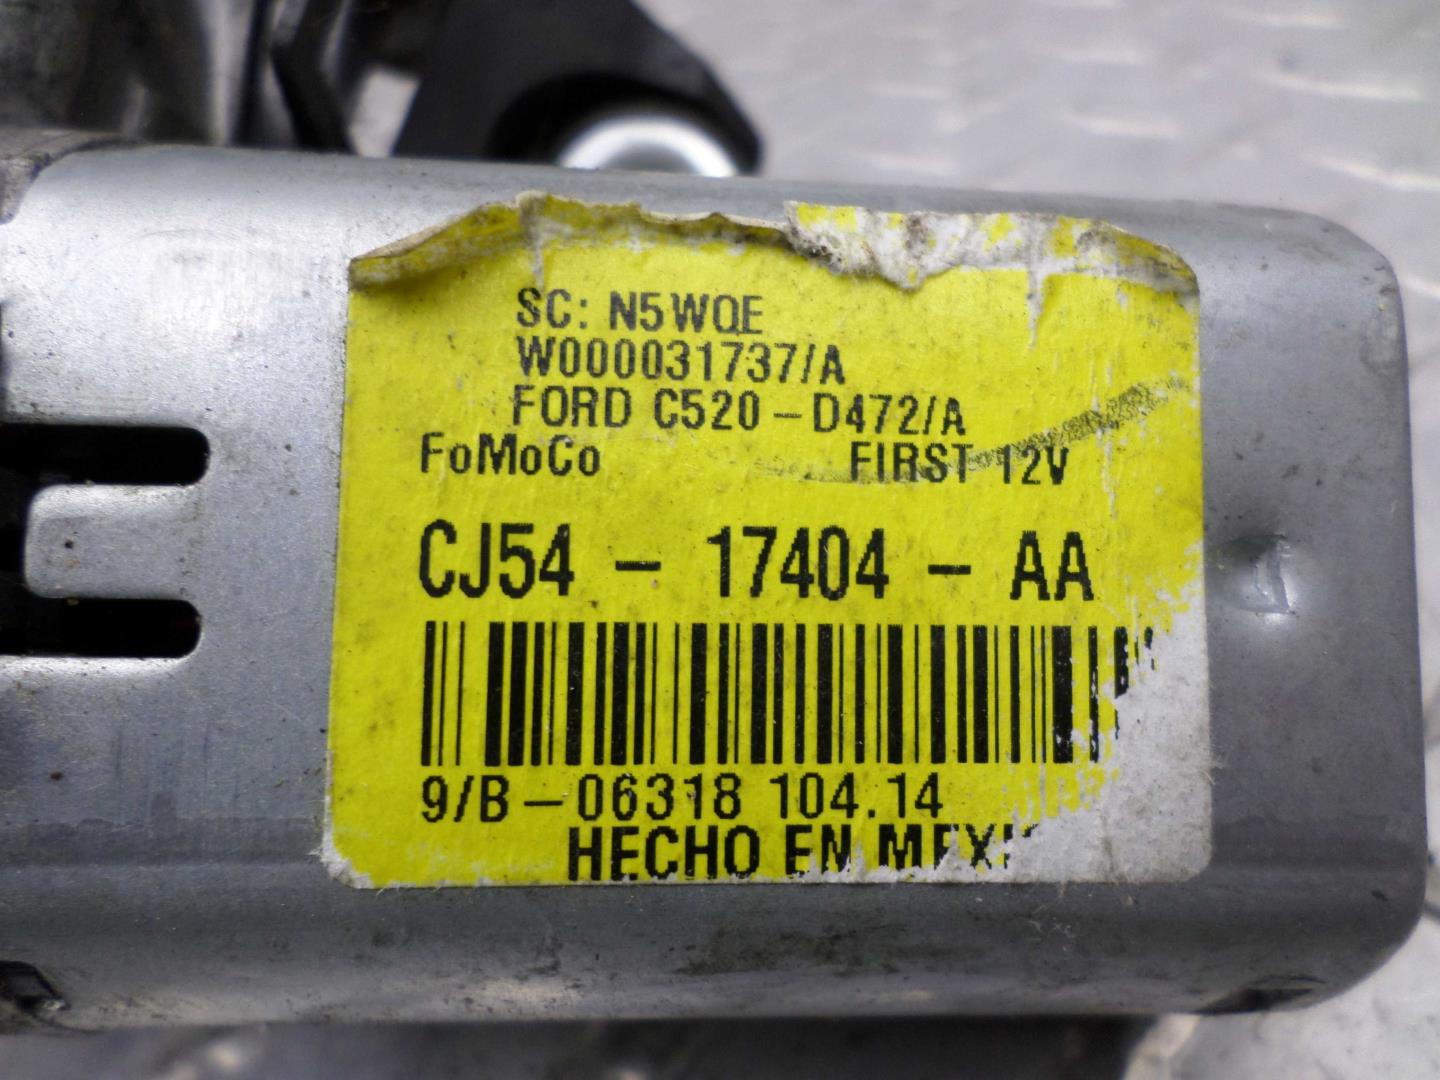 SC: N5WQE
W000031737/A
FORD C520-D472/A
FoMoCo FIRST 12V
CJ54 - 17404 - AA
9/B-06318 104.14
HECHO EN